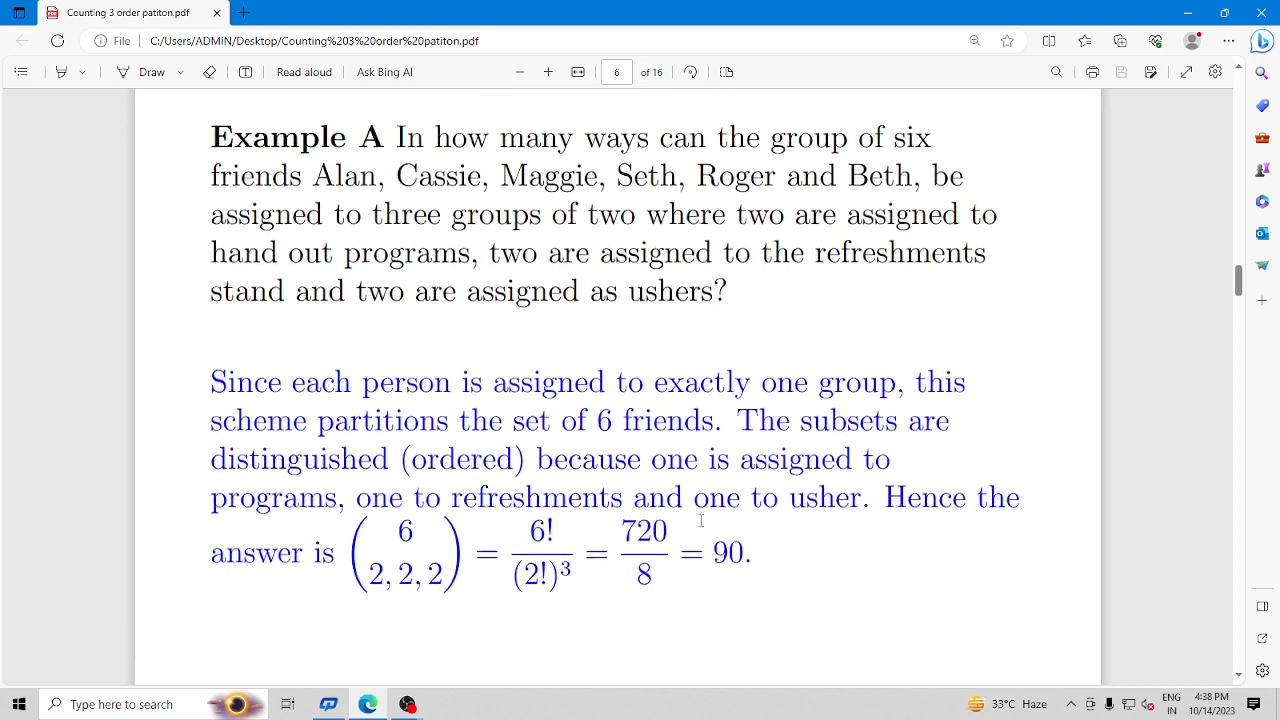 Counting 3 order patiton.pdf
File C:/Users/ADMIN/Desktop/Counting%203%20order%20patiton.pdf
Draw Read aloud Ask Bing AI 6 of 16
Example A In how many ways can the group of six
friends Alan, Cassie, Maggie, Seth, Roger and Beth, be
assigned to three groups of two where two are assigned to
hand out programs, two are assigned to the refreshments
stand and two are assigned as ushers?
Since each person is assigned to exactly one group, this
scheme partitions the set of 6 friends. The subsets are
distinguished (ordered) because one is assigned to
programs, one to refreshments and one to usher. Hence the
answer is (6 2, 2, 2) = 6!/(2!)³ = 720/8 = 90.
Type here to search 33°C Haze ENG 4:38 PM
IN 10/14/2023